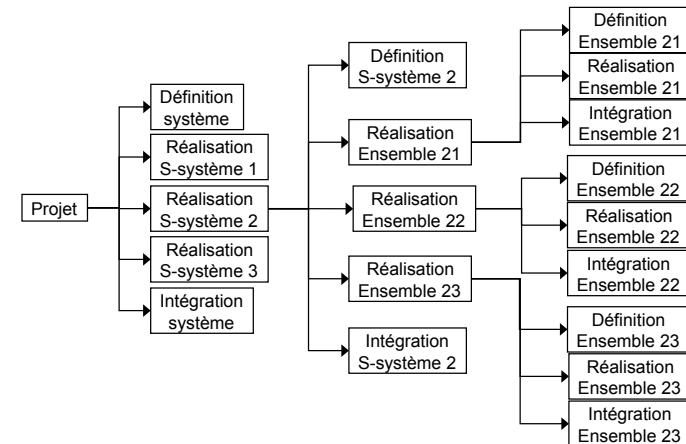 Projet
Définition
système
Réalisation
S-système 1
Réalisation
S-système 2
Réalisation
S-système 3
Intégration
système
Définition
S-système 2
Réalisation
Ensemble 21
Réalisation
Ensemble 22
Réalisation
Ensemble 23
Intégration
S-système 2
Définition
Ensemble 21
Réalisation
Ensemble 21
Intégration
Ensemble 21
Définition
Ensemble 22
Réalisation
Ensemble 22
Intégration
Ensemble 22
Définition
Ensemble 23
Réalisation
Ensemble 23
Intégration
Ensemble 23